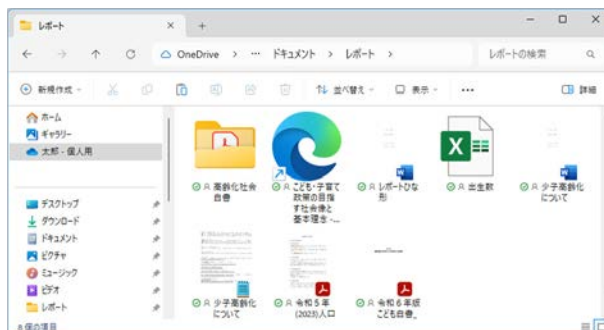 レポート
OneDrive
ドキュメント
レポート
レポートの検索
新規作成
並べ替え
表示
詳細
ホーム
ギャラリー
太郎 - 個人用
デスクトップ
ダウンロード
ドキュメント
ピクチャ
ミュージック
ビデオ
レポート
高齢化社会
白書
こども・子育て
政策の目指
す社会像と
基本理念 -...
レポートひな
形
出生数
少子高齢化
について
少子高齢化
について
令和5年
(2023)人口
令和6年版
こども白書_
8 個の項目